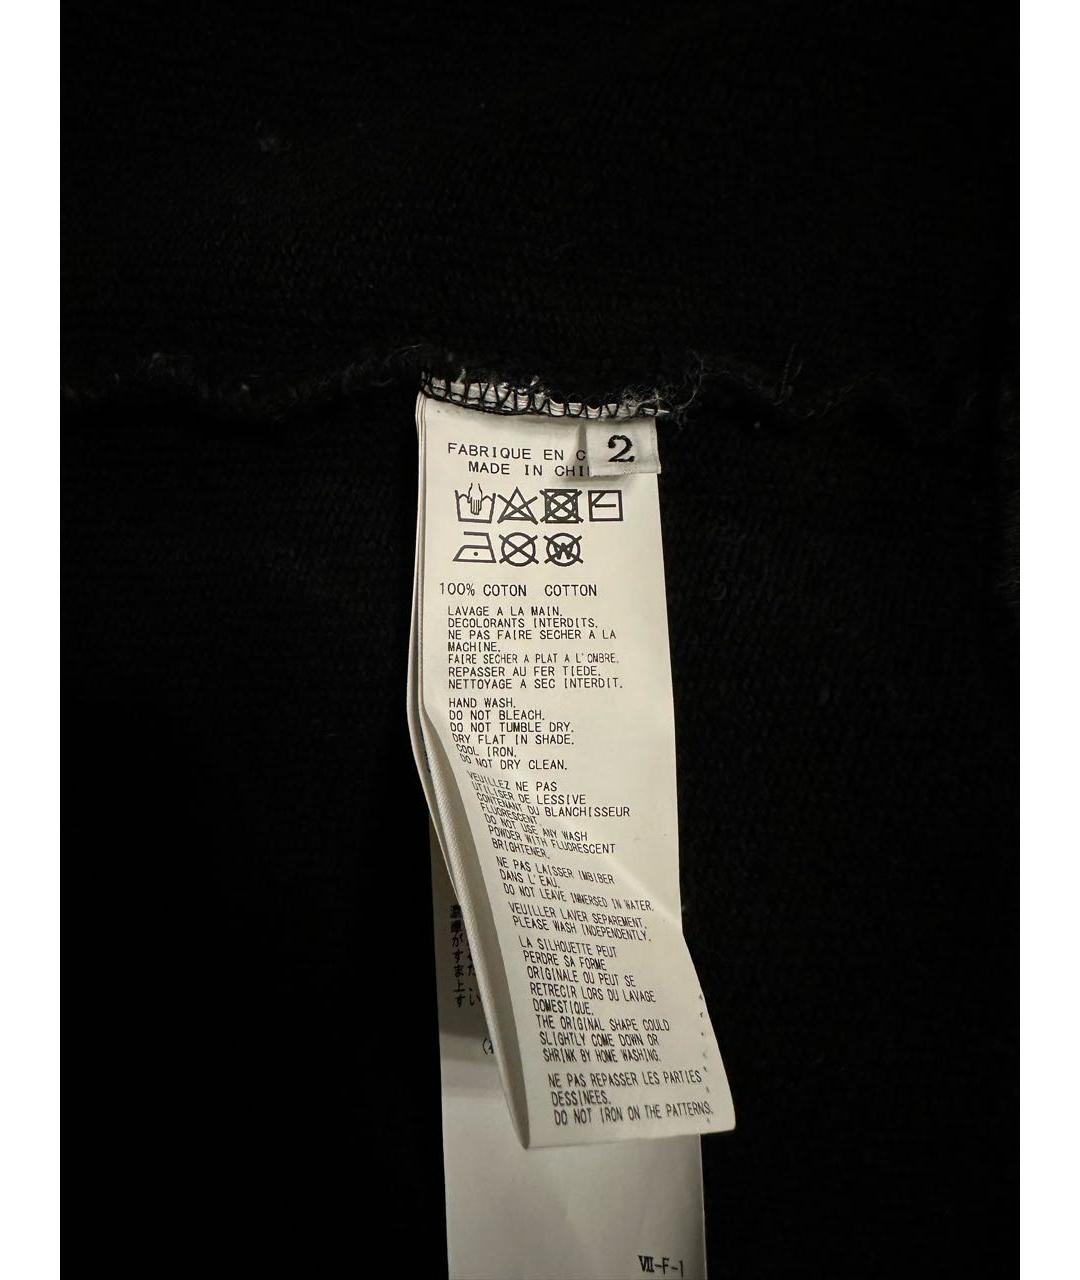 FABRIQUE EN C
2
MADE IN CHI
W
100% COTON COTTON
LAVAGE A LA MAIN.
DECOLORANTS INTERDITS.
NE PAS FAIRE SECHER A LA
MACHINE.
FAIRE SECHER A PLAT A L'OMBRE.
REPASSER AU FER TIEDE.
NETTOYAGE A SEC INTERDIT.
HAND WASH.
DO NOT BLEACH.
DO NOT TUMBLE DRY.
DRY FLAT IN SHADE.
COOL IRON.
DO NOT DRY CLEAN.
VEUILLEZ NE PAS
UTILISER DE LESSIVE
CONTENANT DU BLANCHISSEUR
FLUORESCENT.
DO NOT USE ANY WASH
POWDER WITH FLUORESCENT
BRIGHTENER.
NE PAS LAISSER IMBIBER
DANS L'EAU.
DO NOT LEAVE IMMERSED IN WATER.
VEUILLER LAVER SEPAREMENT.
PLEASE WASH INDEPENDENTLY.
LA SILHOUETTE PEUT
PERDRE SA FORME
ORIGINALE OU PEUT SE
RETRECIR LORS DU LAVAGE
DOMESTIQUE.
THE ORIGINAL SHAPE COULD
SLIGHTLY COME DOWN OR
SHRINK BY HOME WASHING.
NE PAS REPASSER LES PARTIES
DESSINEES.
DO NOT IRON ON THE PATTERNS.
VII-F-1